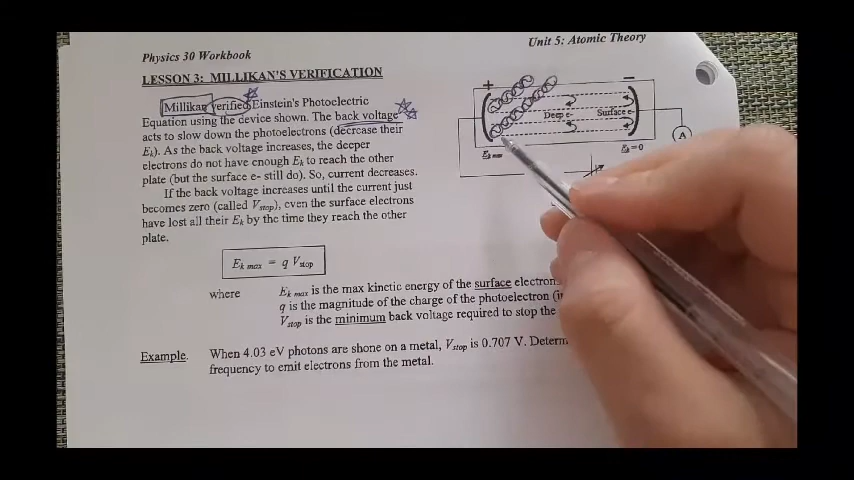 Physics 30 Workbook
Unit 5: Atomic Theory
LESSON 3: MILLIKAN'S VERIFICATION
Millikan verified Einstein's Photoelectric
Equation using the device shown. The back voltage
acts to slow down the photoelectrons (decrease their
Ek). As the back voltage increases, the deeper
electrons do not have enough Ek to reach the other
plate (but the surface e- still do). So, current decreases.
If the back voltage increases until the current just
becomes zero (called Vstop), even the surface electrons
have lost all their Ek by the time they reach the other
plate.
+ −
Deep e- Surface e-
A
Ek max Ek = 0
Ek max = q Vstop
where Ek max is the max kinetic energy of the surface electron
q is the magnitude of the charge of the photoelectron
Vstop is the minimum back voltage required to stop the
Example. When 4.03 eV photons are shone on a metal, Vstop is 0.707 V.
frequency to emit electrons from the metal.